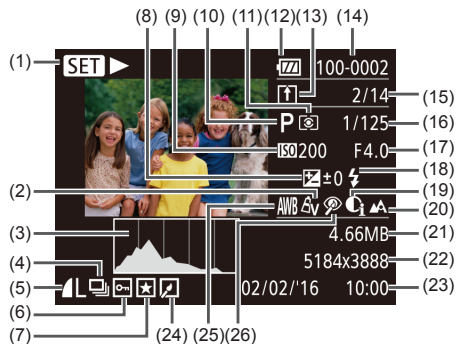 (8) (9) (10) (11) (12) (13) (14)
(1) SET 100-0002
2/14 (15)
P 1/125 (16)
ISO200 F4.0 (17)
±0 (18)
(2) AWB Av i (19)
(20)
(3) 4.66MB (21)
(4) 5184x3888 (22)
(5) L 02/02/'16 10:00 (23)
(6)
(7) (24) (25) (26)